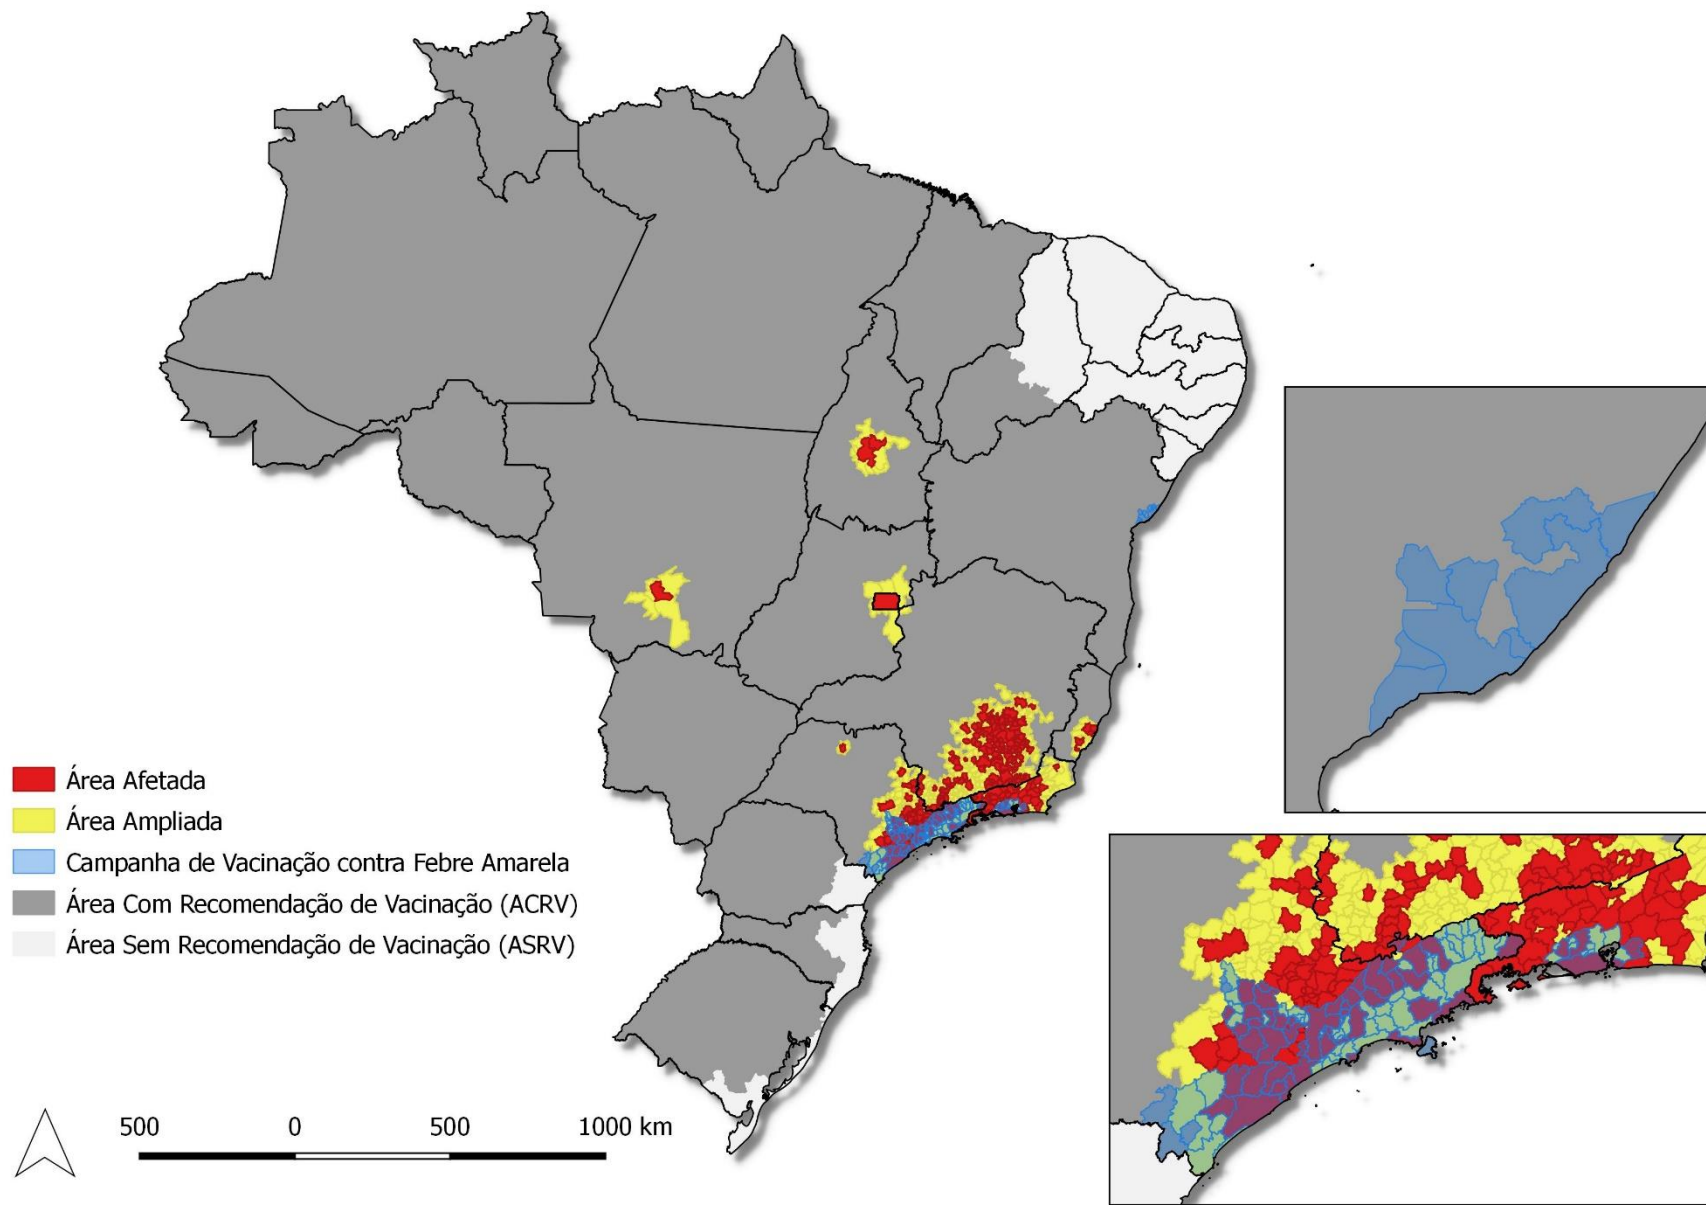 Área Afetada
Área Ampliada
Campanha de Vacinação contra Febre Amarela
Área Com Recomendação de Vacinação (ACRV)
Área Sem Recomendação de Vacinação (ASRV)
500 0 500 1000 km